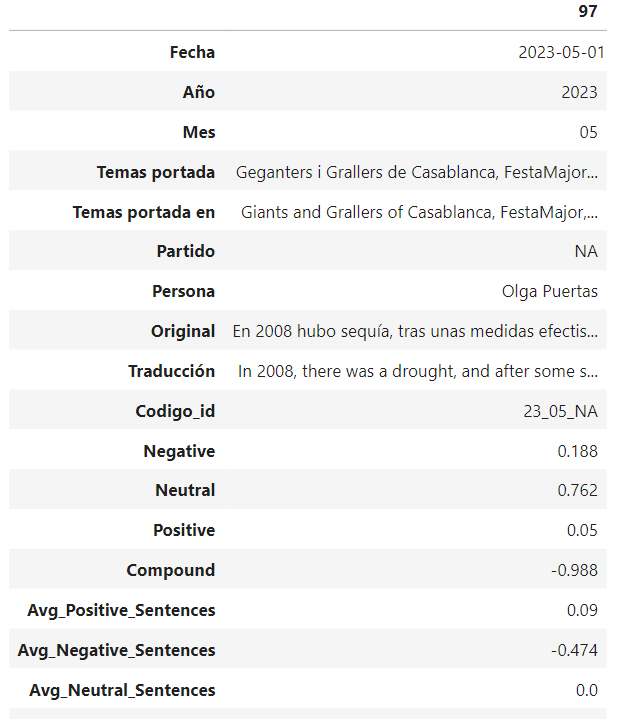 97
Fecha 2023-05-01
Año 2023
Mes 05
Temas portada Geganters i Grallers de Casablanca, FestaMajor...
Temas portada en Giants and Grallers of Casablanca, FestaMajor,...
Partido NA
Persona Olga Puertas
Original En 2008 hubo sequía, tras unas medidas efectis...
Traducción In 2008, there was a drought, and after some s...
Codigo_id 23_05_NA
Negative 0.188
Neutral 0.762
Positive 0.05
Compound -0.988
Avg_Positive_Sentences 0.09
Avg_Negative_Sentences -0.474
Avg_Neutral_Sentences 0.0